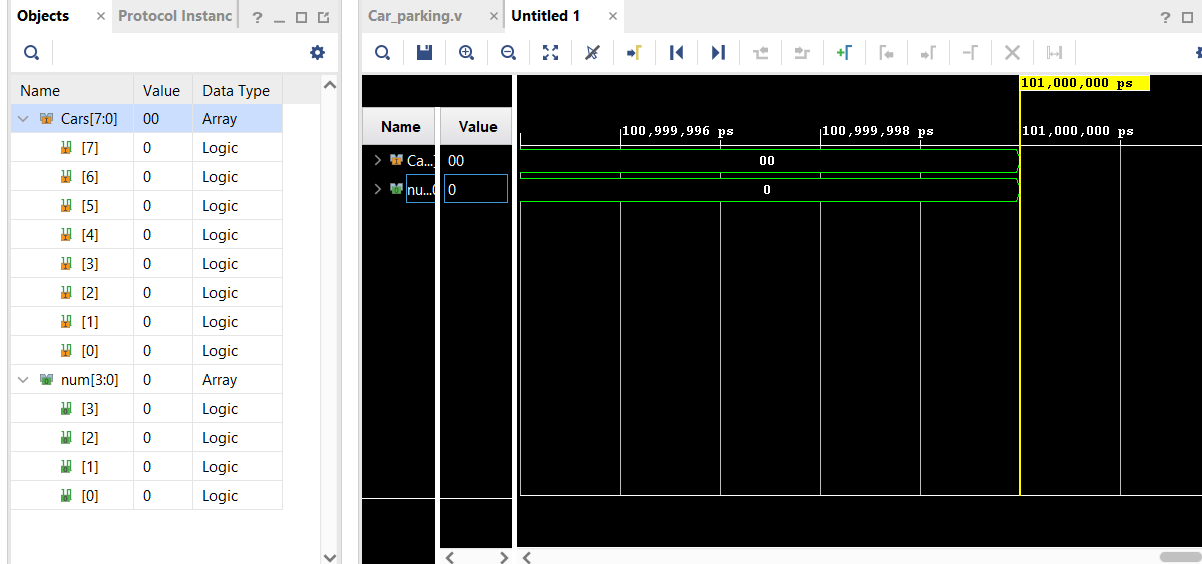 Objects × Protocol Instanc ? _
Name Value Data Type
Cars[7:0] 00 Array
[7] 0 Logic
[6] 0 Logic
[5] 0 Logic
[4] 0 Logic
[3] 0 Logic
[2] 0 Logic
[1] 0 Logic
[0] 0 Logic
num[3:0] 0 Array
[3] 0 Logic
[2] 0 Logic
[1] 0 Logic
[0] 0 Logic
Car_parking.v × Untitled 1 × ?
101,000,000 ps
Name Value
100,999,996 ps 100,999,998 ps 101,000,000 ps
Ca...] 00 00
nu...0 0 0